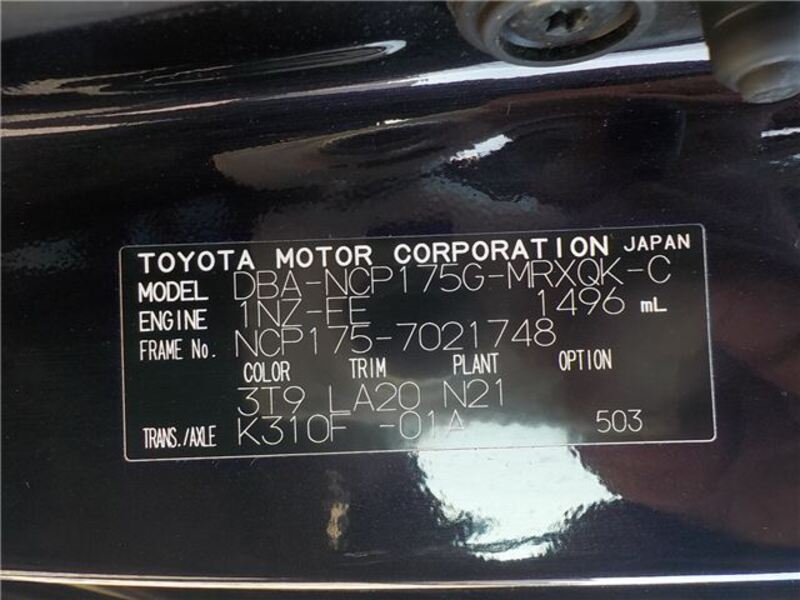 TOYOTA MOTOR CORPORATION JAPAN
MODEL DBA-NCP175G-MRXQK-C
ENGINE 1NZ-FE 1496 mL
FRAME No. NCP175-7021748
COLOR TRIM PLANT OPTION
3T9 LA20 N21
TRANS./AXLE K310F -01A 503